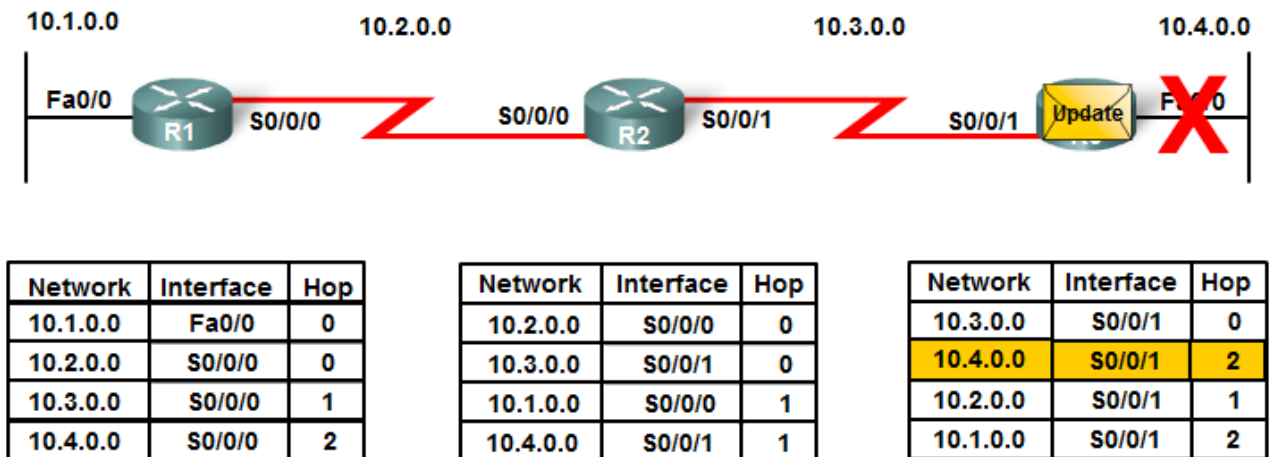 10.1.0.0 10.2.0.0 10.3.0.0 10.4.0.0
Fa0/0 R1 S0/0/0 S0/0/0 R2 S0/0/1 S0/0/1 Update
Network Interface Hop
10.1.0.0 Fa0/0 0
10.2.0.0 S0/0/0 0
10.3.0.0 S0/0/0 1
10.4.0.0 S0/0/0 2
Network Interface Hop
10.2.0.0 S0/0/0 0
10.3.0.0 S0/0/1 0
10.1.0.0 S0/0/0 1
10.4.0.0 S0/0/1 1
Network Interface Hop
10.3.0.0 S0/0/1 0
10.4.0.0 S0/0/1 2
10.2.0.0 S0/0/1 1
10.1.0.0 S0/0/1 2